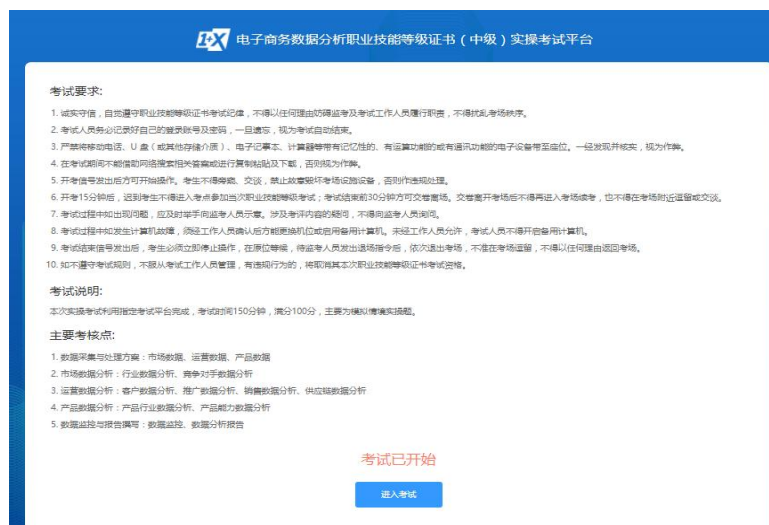 1+X 电子商务数据分析职业技能等级证书（中级）实操考试平台
考试要求:
1. 诚实守信，自觉遵守职业技能等级证书考试纪律，不得以任何理由妨碍监考及考试工作人员履行职责，不得扰乱考场秩序。
2. 考试人员务必记录好自己的登录账号及密码，一旦遗忘，视为考试自动结束。
3. 严禁将移动电话、U 盘（或其他存储介质）、电子记事本、计算器等带有记忆性的、有运算功能的或有通讯功能的电子设备带至座位。一经发现并核实，视为作弊。
4. 在考试期间不能借助网络搜索相关答案或进行复制粘贴及下载，否则视为作弊。
5. 开考信号发出后方可开始操作。考生不得旁窥、交谈，禁止故意毁坏考场设施设备，否则作违规处理。
6. 开考15分钟后，迟到考生不得进入考点参加当次职业技能等级考试；考试结束前30分钟方可交卷离场。交卷离开考场后不得再进入考场续考，也不得在考场附近逗留或交谈。
7. 考试过程中如出现问题，应及时举手向监考人员示意。涉及考评内容的疑问，不得向监考人员询问。
8. 考试过程中如发生计算机故障，须经工作人员确认后方能更换机位或启用备用计算机。未经工作人员允许，考试人员不得开启备用计算机。
9. 考试结束信号发出后，考生必须立即停止操作，在原位等候，待监考人员发出退场指令后，依次退出考场，不准在考场逗留，不得以任何理由返回考场。
10. 如不遵守考试规则，不服从考试工作人员管理，有违规行为的，将取消其本次职业技能等级证书考试资格。
考试说明:
本次实操考试利用指定考试平台完成，考试时间150分钟，满分100分，主要为模拟情境实操题。
主要考核点:
1. 数据采集与处理方案：市场数据、运营数据、产品数据
2. 市场数据分析：行业数据分析、竞争对手数据分析
3. 运营数据分析：客户数据分析、推广数据分析、销售数据分析、供应链数据分析
4. 产品数据分析：产品行业数据分析、产品能力数据分析
5. 数据监控与报告撰写：数据监控、数据分析报告
考试已开始
进入考试